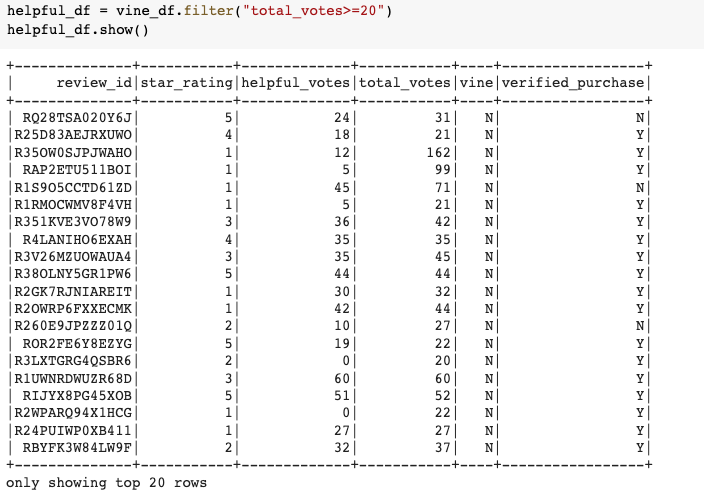 helpful_df = vine_df.filter("total_votes>=20")
helpful_df.show()
+--------------+-----------+-------------+-----------+----+-----------------+
|     review_id|star_rating|helpful_votes|total_votes|vine|verified_purchase|
+--------------+-----------+-------------+-----------+----+-----------------+
| RQ28TSA020Y6J|          5|           24|         31|   N|                N|
|R25D83AEJRXUWO|          4|           18|         21|   N|                Y|
|R35OW0SJPJWAHO|          1|           12|        162|   N|                Y|
| RAP2ETU511BOI|          1|            5|         99|   N|                Y|
|R1S9O5CCTD61ZD|          1|           45|         71|   N|                N|
|R1RMOCWMV8F4VH|          1|            5|         21|   N|                Y|
|R351KVE3VO78W9|          3|           36|         42|   N|                Y|
| R4LANIHO6EXAH|          4|           35|         35|   N|                Y|
|R3V26MZUOWAUA4|          3|           35|         45|   N|                Y|
|R38OLNY5GR1PW6|          5|           44|         44|   N|                Y|
|R2GK7RJNIAREIT|          1|           30|         32|   N|                Y|
|R2OWRP6FXXECMK|          1|           42|         44|   N|                Y|
|R260E9JPZZZ01Q|          2|           10|         27|   N|                N|
| ROR2FE6Y8EZYG|          5|           19|         22|   N|                Y|
|R3LXTGRG4QSBR6|          2|            0|         20|   N|                Y|
|R1UWNRDWUZR68D|          3|           60|         60|   N|                Y|
| RIJYX8PG45XOB|          5|           51|         52|   N|                Y|
|R2WPARQ94X1HCG|          1|            0|         22|   N|                Y|
|R24PUIWP0XB411|          1|           27|         27|   N|                Y|
| RBYFK3W84LW9F|          2|           32|         37|   N|                Y|
+--------------+-----------+-------------+-----------+----+-----------------+
only showing top 20 rows